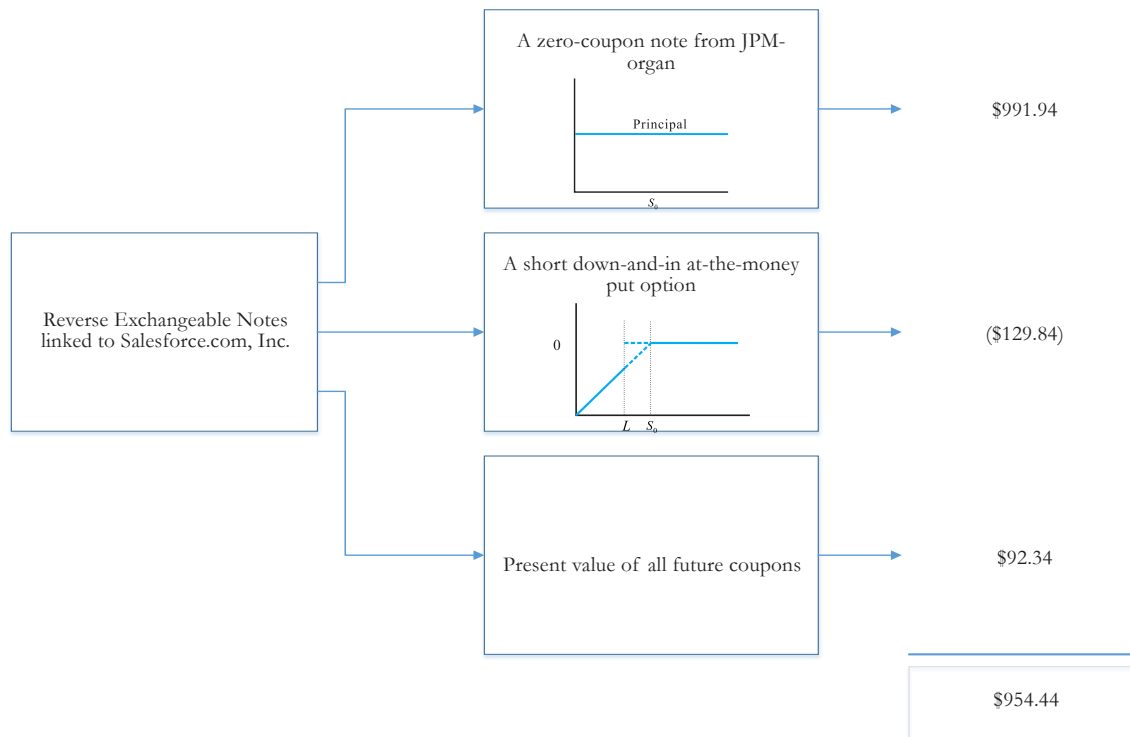 A zero-coupon note from JPM-
organ
Principal
S₀
$991.94
Reverse Exchangeable Notes
linked to Salesforce.com, Inc.
A short down-and-in at-the-money
put option
0
L S₀
($129.84)
Present value of all future coupons
$92.34
$954.44